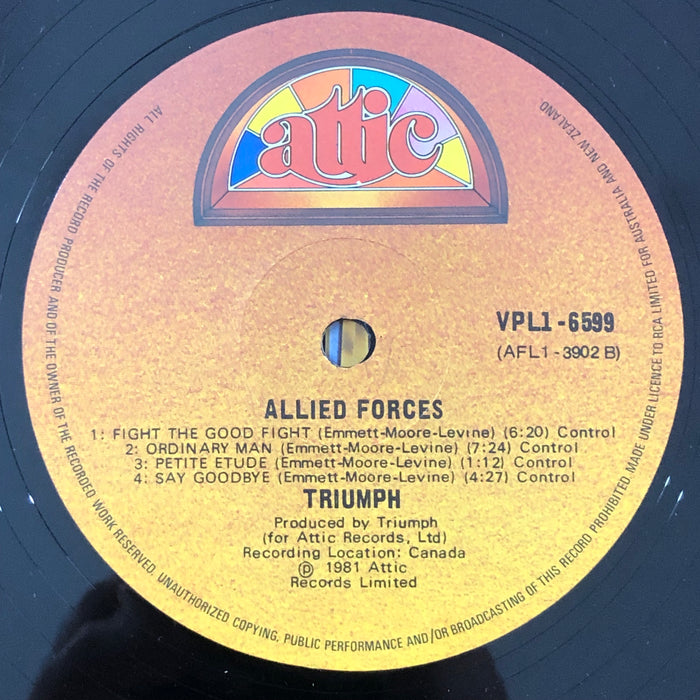 attic
VPL1-6599
(AFL1-3902 B)
ALLIED FORCES
1: FIGHT THE GOOD FIGHT (Emmett-Moore-Levine) (6:20) Control
2: ORDINARY MAN (Emmett-Moore-Levine) (7:24) Control
3: PETITE ETUDE (Emmett-Moore-Levine) (1:12) Control
4: SAY GOODBYE (Emmett-Moore-Levine) (4:27) Control
TRIUMPH
Produced by Triumph
(for Attic Records, Ltd)
Recording Location: Canada
Ⓟ 1981 Attic
Records Limited
ALL RIGHTS OF THE RECORD PRODUCER AND OF THE OWNER OF THE RECORDED WORK RESERVED. UNAUTHORIZED COPYING, PUBLIC PERFORMANCE AND/OR BROADCASTING OF THIS RECORD PROHIBITED. MADE UNDER LICENCE TO RCA LIMITED FOR AUSTRALIA AND NEW ZEALAND